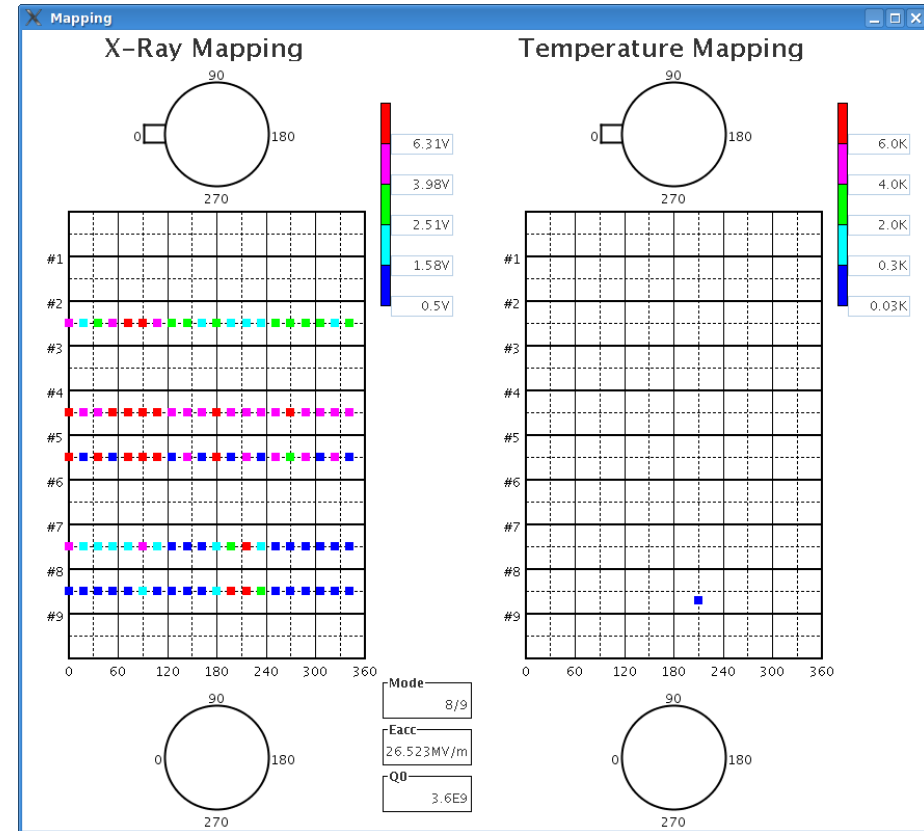 Mapping
X-Ray Mapping
90
0
180
270
6.31V
3.98V
2.51V
1.58V
0.5V
#1
#2
#3
#4
#5
#6
#7
#8
#9
0 60 120 180 240 300 360
90
0
180
270
Mode
8/9
Eacc
26.523MV/m
Q0
3.6E9
Temperature Mapping
90
0
180
270
6.0K
4.0K
2.0K
0.3K
0.03K
#1
#2
#3
#4
#5
#6
#7
#8
#9
0 60 120 180 240 300 360
90
0
180
270